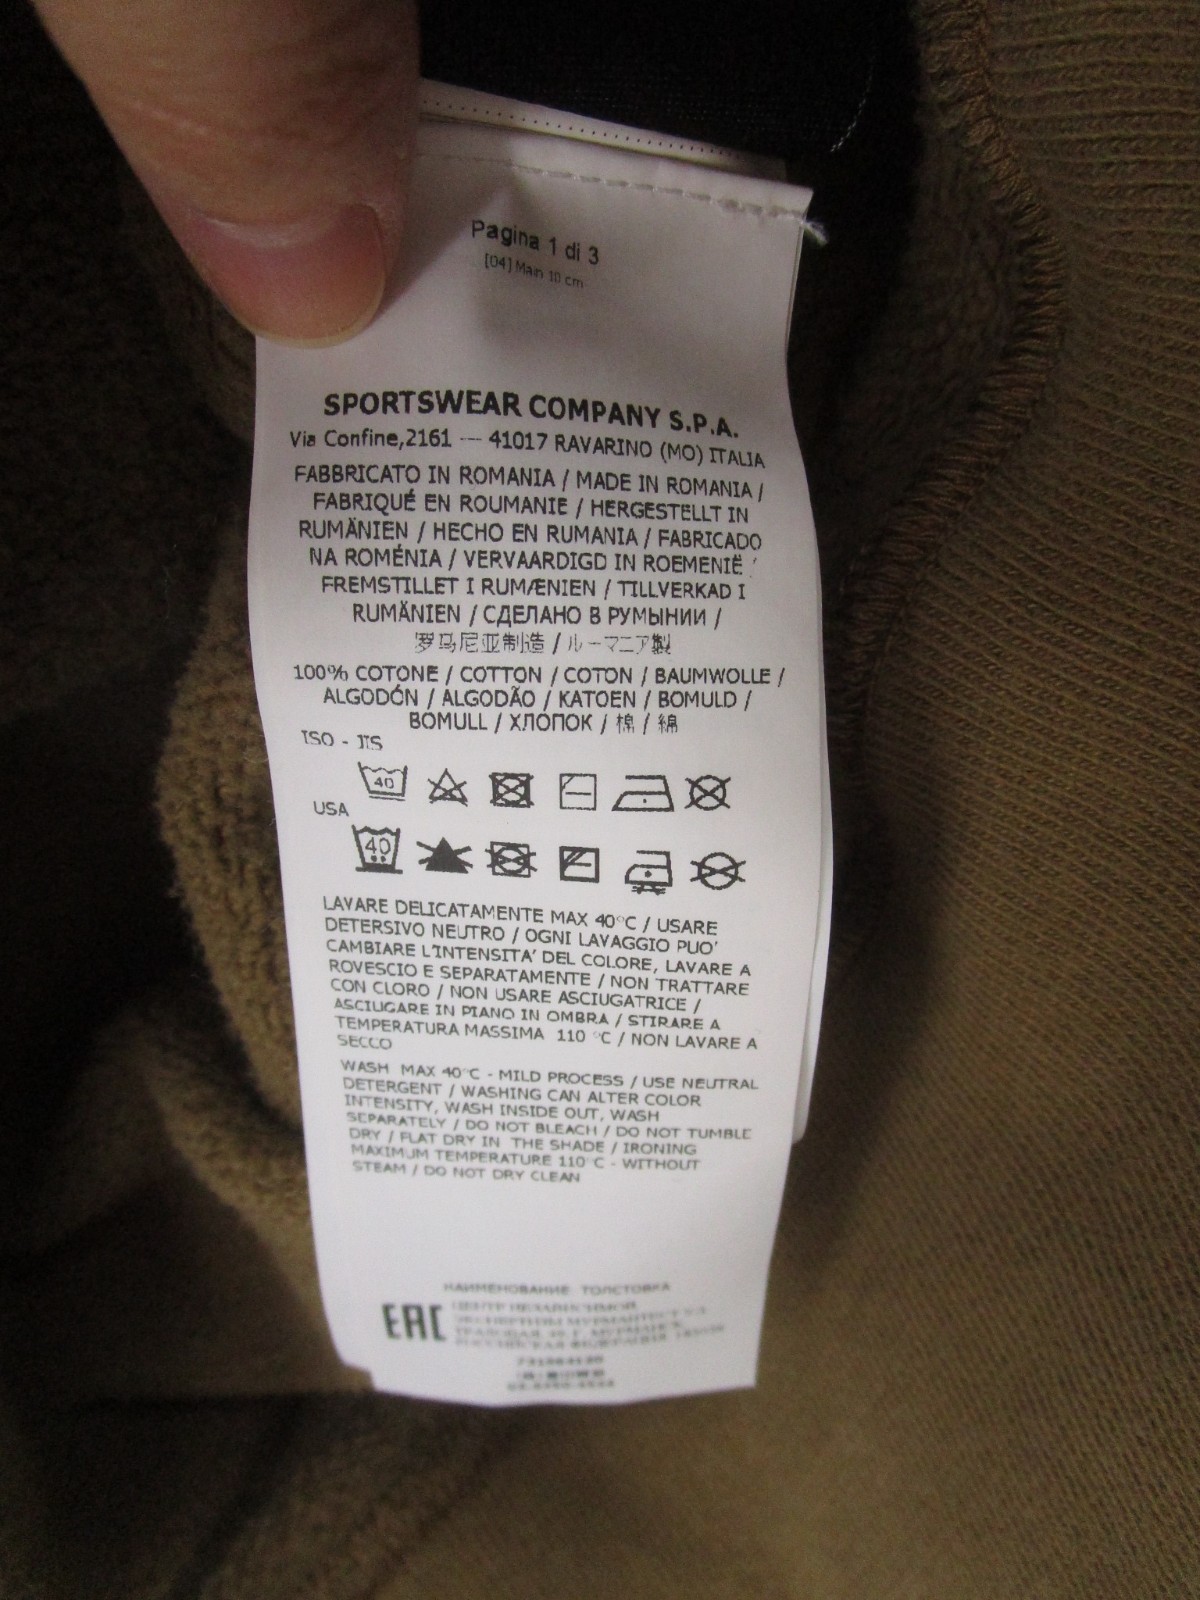 Pagina 1 di 3
[04] Main 10 cm
SPORTSWEAR COMPANY S.P.A.
Via Confine,2161 --- 41017 RAVARINO (MO) ITALIA
FABBRICATO IN ROMANIA / MADE IN ROMANIA /
FABRIQUÉ EN ROUMANIE / HERGESTELLT IN
RUMÄNIEN / HECHO EN RUMANIA / FABRICADO
NA ROMÉNIA / VERVAARDIGD IN ROEMENIË /
FREMSTILLET I RUMÆNIEN / TILLVERKAD I
RUMÄNIEN / СДЕЛАНО В РУМЫНИИ /
罗马尼亚制造 / ルーマニア製
100% COTONE / COTTON / COTON / BAUMWOLLE /
ALGODÓN / ALGODÃO / KATOEN / BOMULD /
BOMULL / ХЛОПОК / 棉 / 綿
ISO - JIS
40
USA
40
LAVARE DELICATAMENTE MAX 40°C / USARE
DETERSIVO NEUTRO / OGNI LAVAGGIO PUO'
CAMBIARE L'INTENSITA' DEL COLORE, LAVARE A
ROVESCIO E SEPARATAMENTE / NON TRATTARE
CON CLORO / NON USARE ASCIUGATRICE /
ASCIUGARE IN PIANO IN OMBRA / STIRARE A
TEMPERATURA MASSIMA 110 °C / NON LAVARE A
SECCO
WASH MAX 40°C - MILD PROCESS / USE NEUTRAL
DETERGENT / WASHING CAN ALTER COLOR
INTENSITY, WASH INSIDE OUT, WASH
SEPARATELY / DO NOT BLEACH / DO NOT TUMBLE
DRY / FLAT DRY IN THE SHADE / IRONING
MAXIMUM TEMPERATURE 110°C - WITHOUT
STEAM / DO NOT DRY CLEAN
НАИМЕНОВАНИЕ ТОЛСТОВКА
EAC
ЦЕНТР НЕЗАВИСИМОЙ
ЭКСПЕРТИЗЫ
РОССИЙСКАЯ ФЕДЕРАЦИЯ